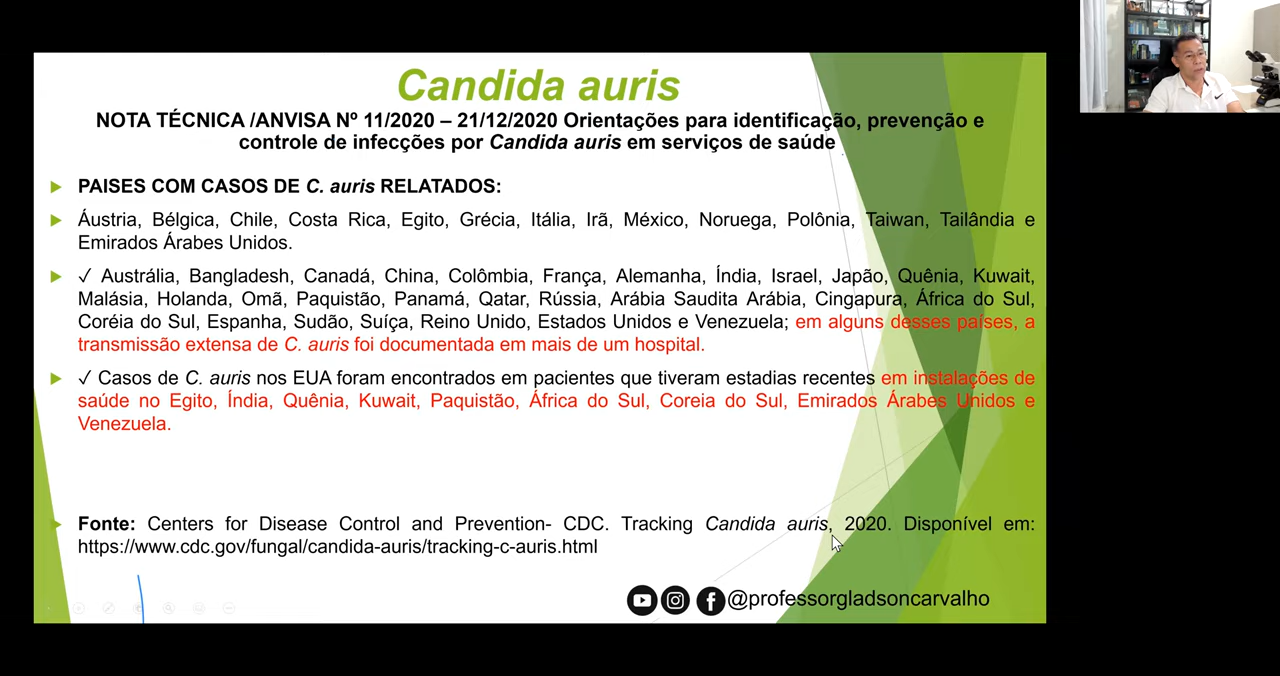 Candida auris
NOTA TÉCNICA /ANVISA Nº 11/2020 – 21/12/2020 Orientações para identificação, prevenção e
controle de infecções por Candida auris em serviços de saúde
PAISES COM CASOS DE C. auris RELATADOS:
Áustria, Bélgica, Chile, Costa Rica, Egito, Grécia, Itália, Irã, México, Noruega, Polônia, Taiwan, Tailândia e
Emirados Árabes Unidos.
✓ Austrália, Bangladesh, Canadá, China, Colômbia, França, Alemanha, Índia, Israel, Japão, Quênia, Kuwait,
Malásia, Holanda, Omã, Paquistão, Panamá, Qatar, Rússia, Arábia Saudita Arábia, Cingapura, África do Sul,
Coréia do Sul, Espanha, Sudão, Suíça, Reino Unido, Estados Unidos e Venezuela; em alguns desses países, a
transmissão extensa de C. auris foi documentada em mais de um hospital.
✓ Casos de C. auris nos EUA foram encontrados em pacientes que tiveram estadias recentes em instalações de
saúde no Egito, Índia, Quênia, Kuwait, Paquistão, África do Sul, Coreia do Sul, Emirados Árabes Unidos e
Venezuela.
Fonte: Centers for Disease Control and Prevention- CDC. Tracking Candida auris, 2020. Disponível em:
https://www.cdc.gov/fungal/candida-auris/tracking-c-auris.html
@professorgladsoncarvalho